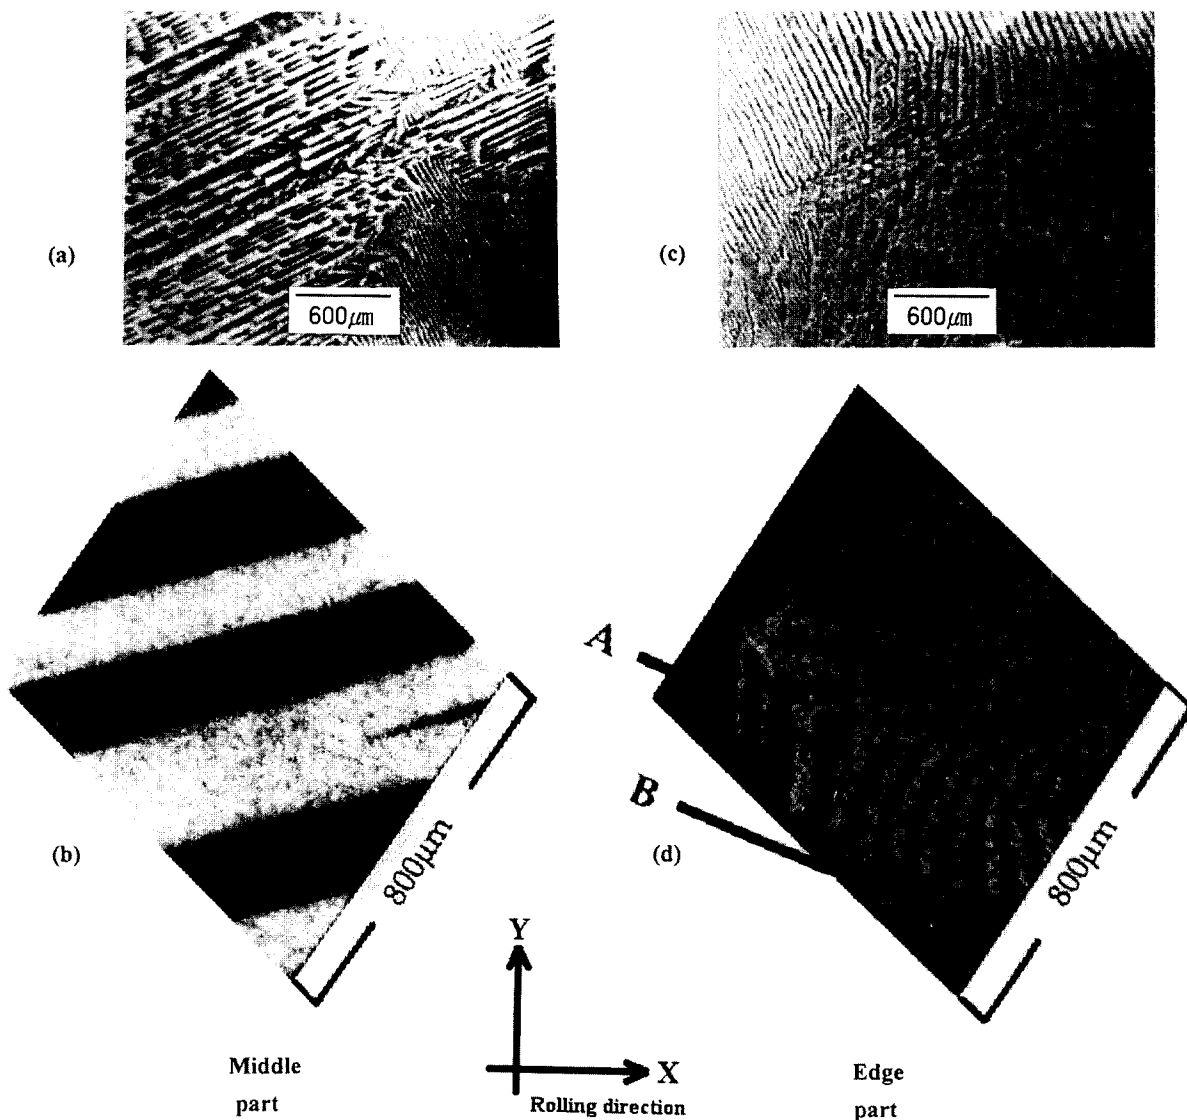 (a)
600μm
(c)
600μm
A
B
(b)
800μm
(d)
800μm
Y
X
Middle
part
Rolling direction
Edge
part